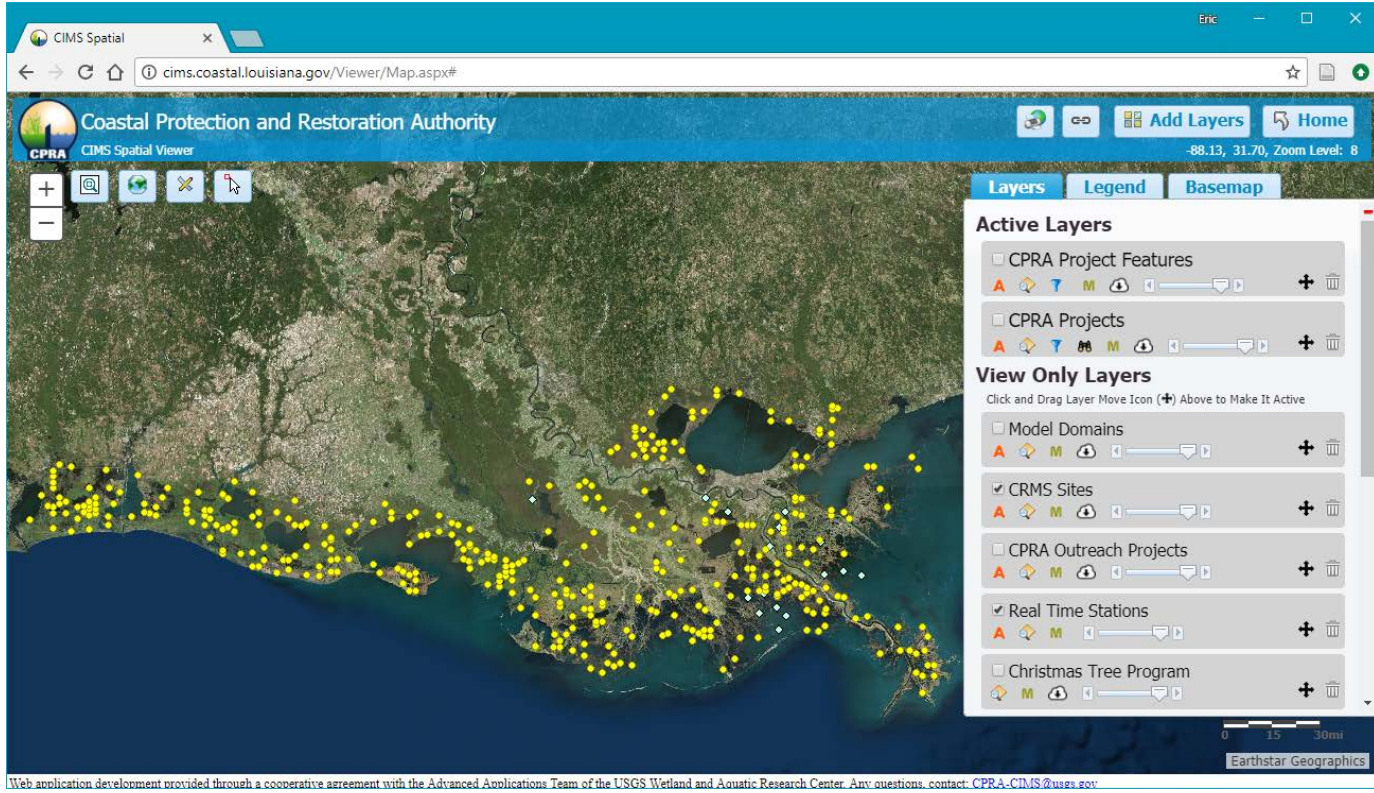 Eric
CIMS Spatial
cims.coastal.louisiana.gov/Viewer/Map.aspx#
CPRA
Coastal Protection and Restoration Authority
CIMS Spatial Viewer
Add Layers
Home
-88.13, 31.70, Zoom Level: 8
+
−
Layers Legend Basemap
Active Layers
CPRA Project Features
A M
CPRA Projects
A M
View Only Layers
Click and Drag Layer Move Icon (✚) Above to Make It Active
Model Domains
A M
CRMS Sites
A M
CPRA Outreach Projects
A M
Real Time Stations
A M
Christmas Tree Program
M
0 15 30mi
Earthstar Geographics
Web application development provided through a cooperative agreement with the Advanced Applications Team of the USGS Wetland and Aquatic Research Center. Any questions, contact: CPRA-CIMS@usgs.gov